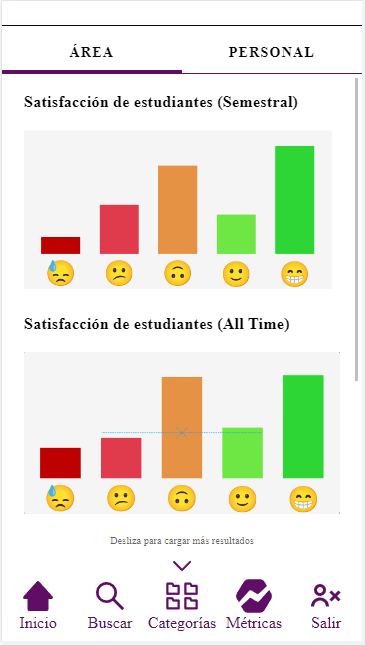 ÁREA PERSONAL
Satisfacción de estudiantes (Semestral)
Satisfacción de estudiantes (All Time)
Desliza para cargar más resultados
Inicio Buscar Categorías Métricas Salir